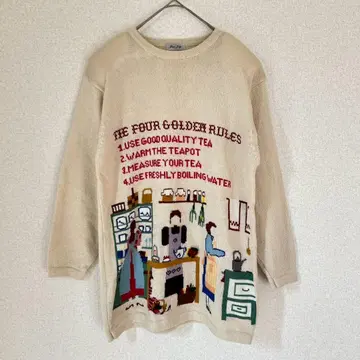 THE FOUR GOLDEN RULES
1.USE GOOD QUALITY TEA
2.WARM THE TEAPOT
3.MEASURE YOUR TEA
4.USE FRESHLY BOILING WATER